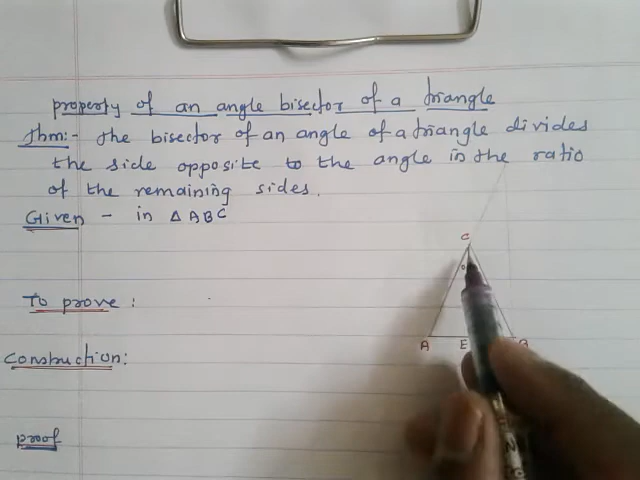 property of an angle bisector of a triangle
Thm:- The bisector of an angle of a triangle divides
the side opposite to the angle in the ratio
of the remaining sides.
Given - in △ ABC
C
To prove :
A E B
Construction:
proof